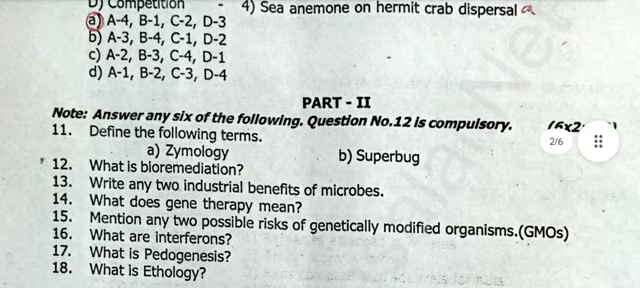 D) Competition - 4) Sea anemone on hermit crab dispersal
a) A-4, B-1, C-2, D-3
b) A-3, B-4, C-1, D-2
c) A-2, B-3, C-4, D-1
d) A-1, B-2, C-3, D-4
PART - II
Note: Answer any six of the following. Question No.12 is compulsory. (6x2
2/6
11. Define the following terms.
a) Zymology b) Superbug
12. What is bioremediation?
13. Write any two industrial benefits of microbes.
14. What does gene therapy mean?
15. Mention any two possible risks of genetically modified organisms.(GMOs)
16. What are interferons?
17. What is Pedogenesis?
18. What is Ethology?